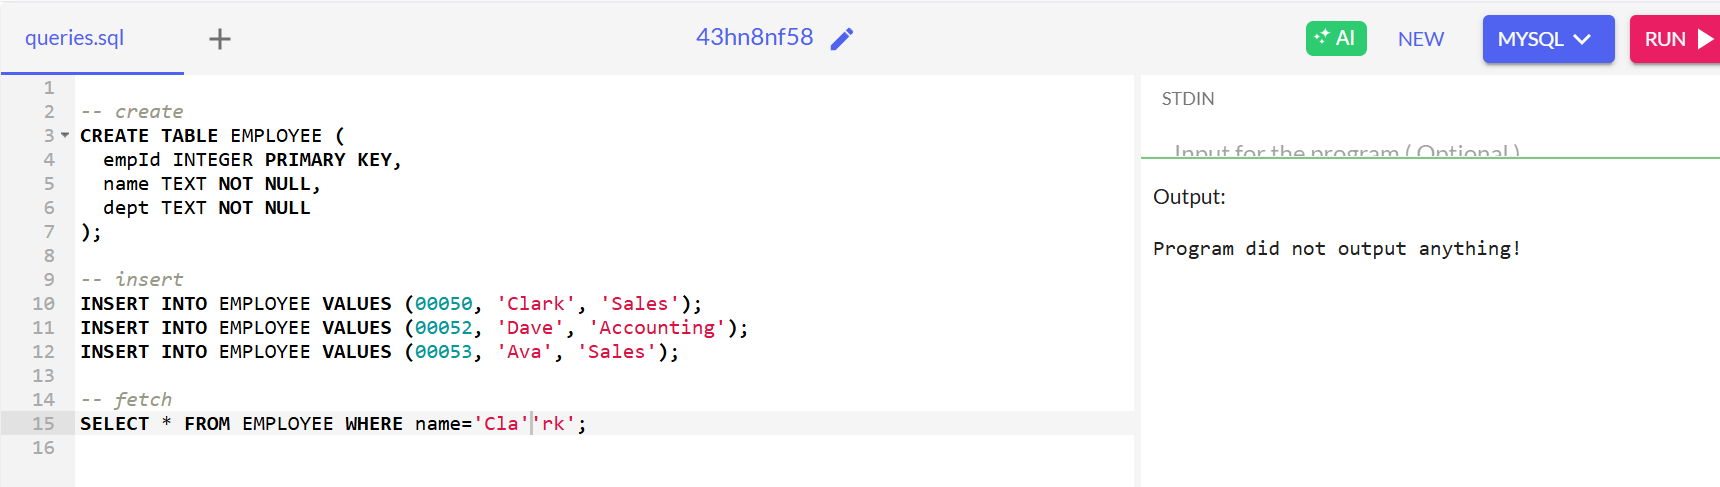 queries.sql + 43hn8nf58 AI NEW MYSQL RUN
1
2 -- create
3 CREATE TABLE EMPLOYEE (
4 empId INTEGER PRIMARY KEY,
5 name TEXT NOT NULL,
6 dept TEXT NOT NULL
7 );
8
9 -- insert
10 INSERT INTO EMPLOYEE VALUES (00050, 'Clark', 'Sales');
11 INSERT INTO EMPLOYEE VALUES (00052, 'Dave', 'Accounting');
12 INSERT INTO EMPLOYEE VALUES (00053, 'Ava', 'Sales');
13
14 -- fetch
15 SELECT * FROM EMPLOYEE WHERE name='Cla''rk';
16
STDIN
Input for the program ( Optional )
Output:
Program did not output anything!